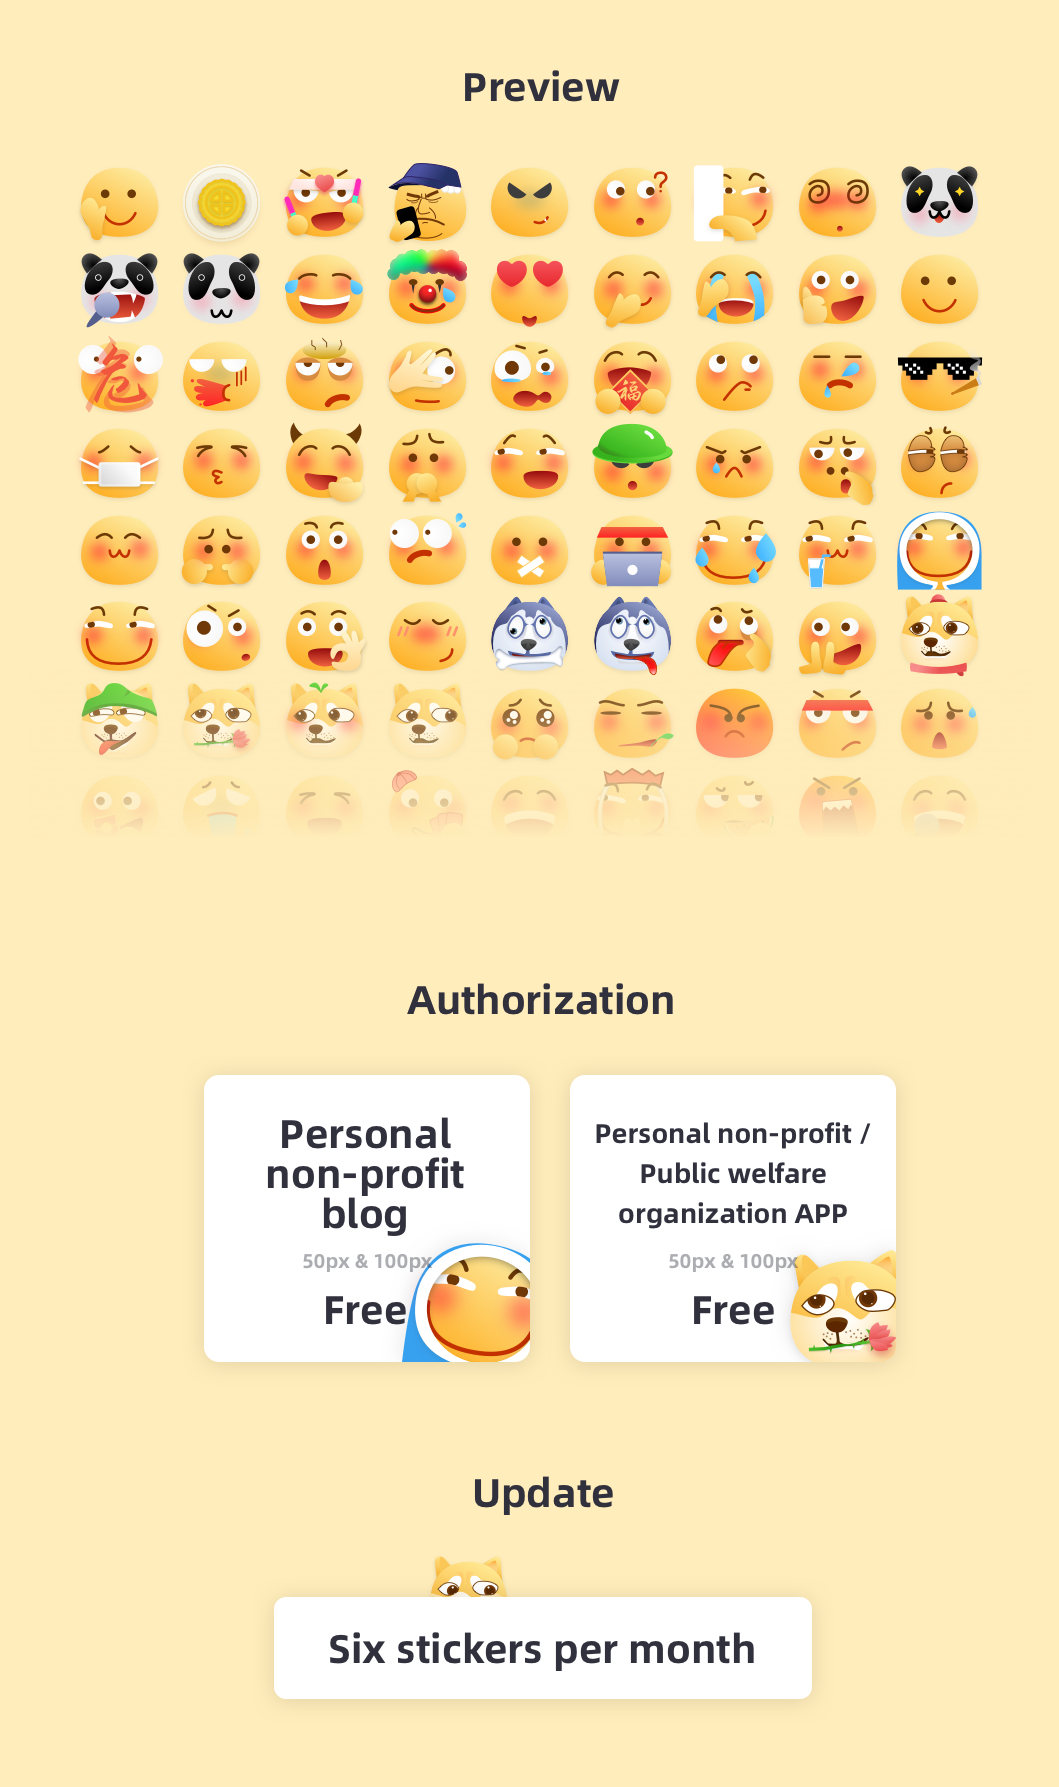 Preview
?
福
Authorization
Personal
non-profit
blog
50px & 100px
Free
Personal non-profit /
Public welfare
organization APP
50px & 100px
Free
Update
Six stickers per month